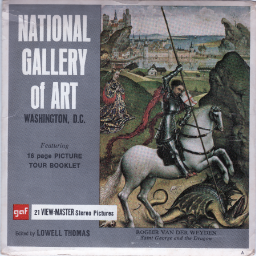 NATIONAL
GALLERY
of ART
WASHINGTON, D.C.
Featuring
16 page PICTURE
TOUR BOOKLET
gaf
21 VIEW-MASTER Stereo Pictures
Edited by LOWELL THOMAS
ROGIER VAN DER WEYDEN
Saint George and the Dragon
A